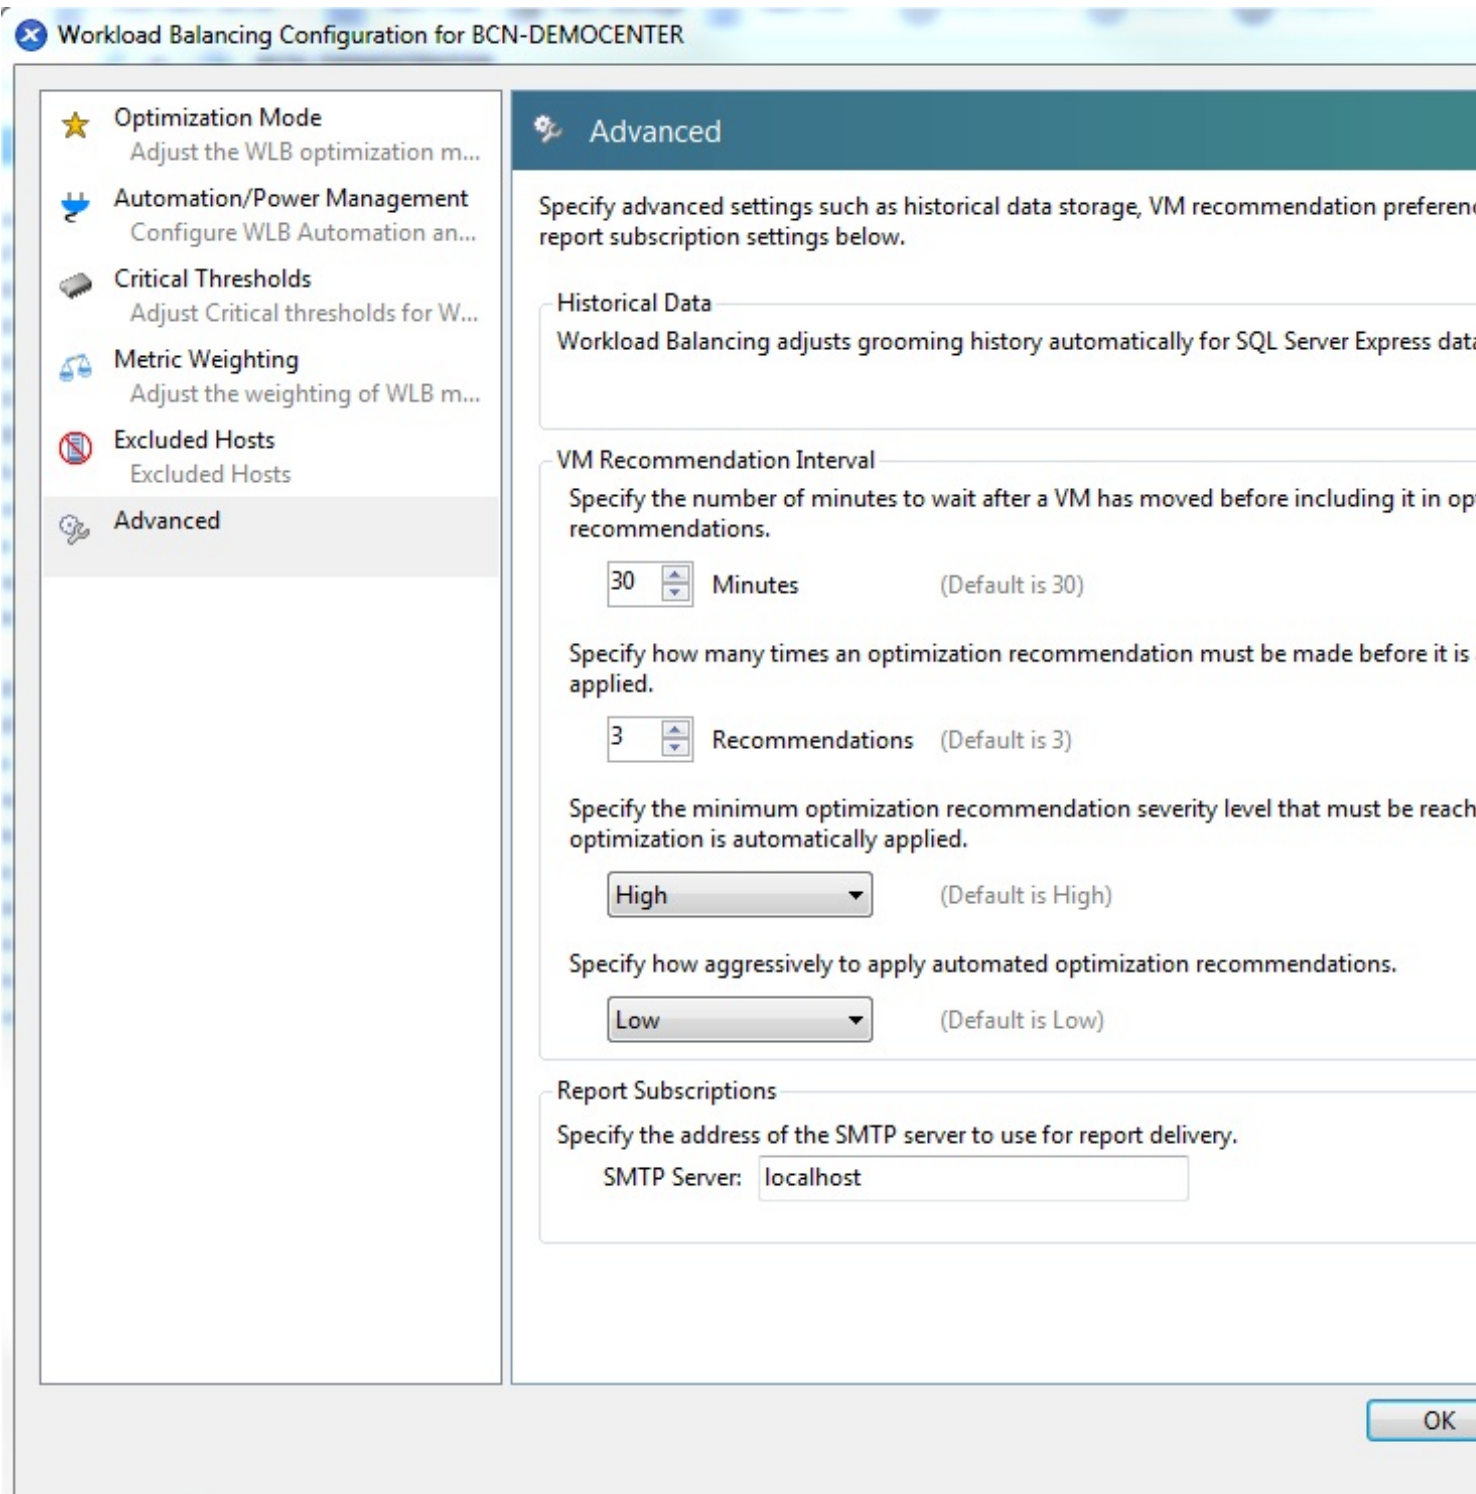 Workload Balancing Configuration for BCN-DEMOCENTER
Optimization Mode
Adjust the WLB optimization m...
Automation/Power Management
Configure WLB Automation an...
Critical Thresholds
Adjust Critical thresholds for W...
Metric Weighting
Adjust the weighting of WLB m...
Excluded Hosts
Excluded Hosts
Advanced
Advanced
Specify advanced settings such as historical data storage, VM recommendation
report subscription settings below.
Historical Data
Workload Balancing adjusts grooming history automatically for SQL Server Express
VM Recommendation Interval
Specify the number of minutes to wait after a VM has moved before including it in
recommendations.
30 Minutes (Default is 30)
Specify how many times an optimization recommendation must be made before it is
applied.
3 Recommendations (Default is 3)
Specify the minimum optimization recommendation severity level that must be
optimization is automatically applied.
High (Default is High)
Specify how aggressively to apply automated optimization recommendations.
Low (Default is Low)
Report Subscriptions
Specify the address of the SMTP server to use for report delivery.
SMTP Server: localhost
OK